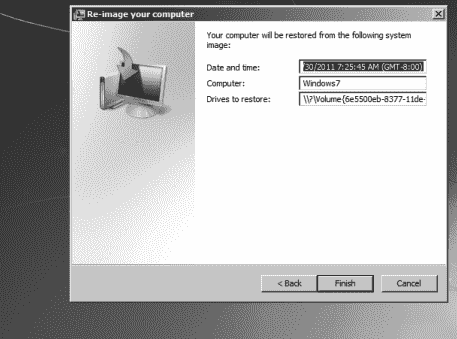 Re-image your computer
Your computer will be restored from the following system
image:
Date and time: 30/2011 7:25:45 AM (GMT-8:00)
Computer: Windows7
Drives to restore: \\?\Volume{6e5500eb-8377-11de-
< Back Finish Cancel